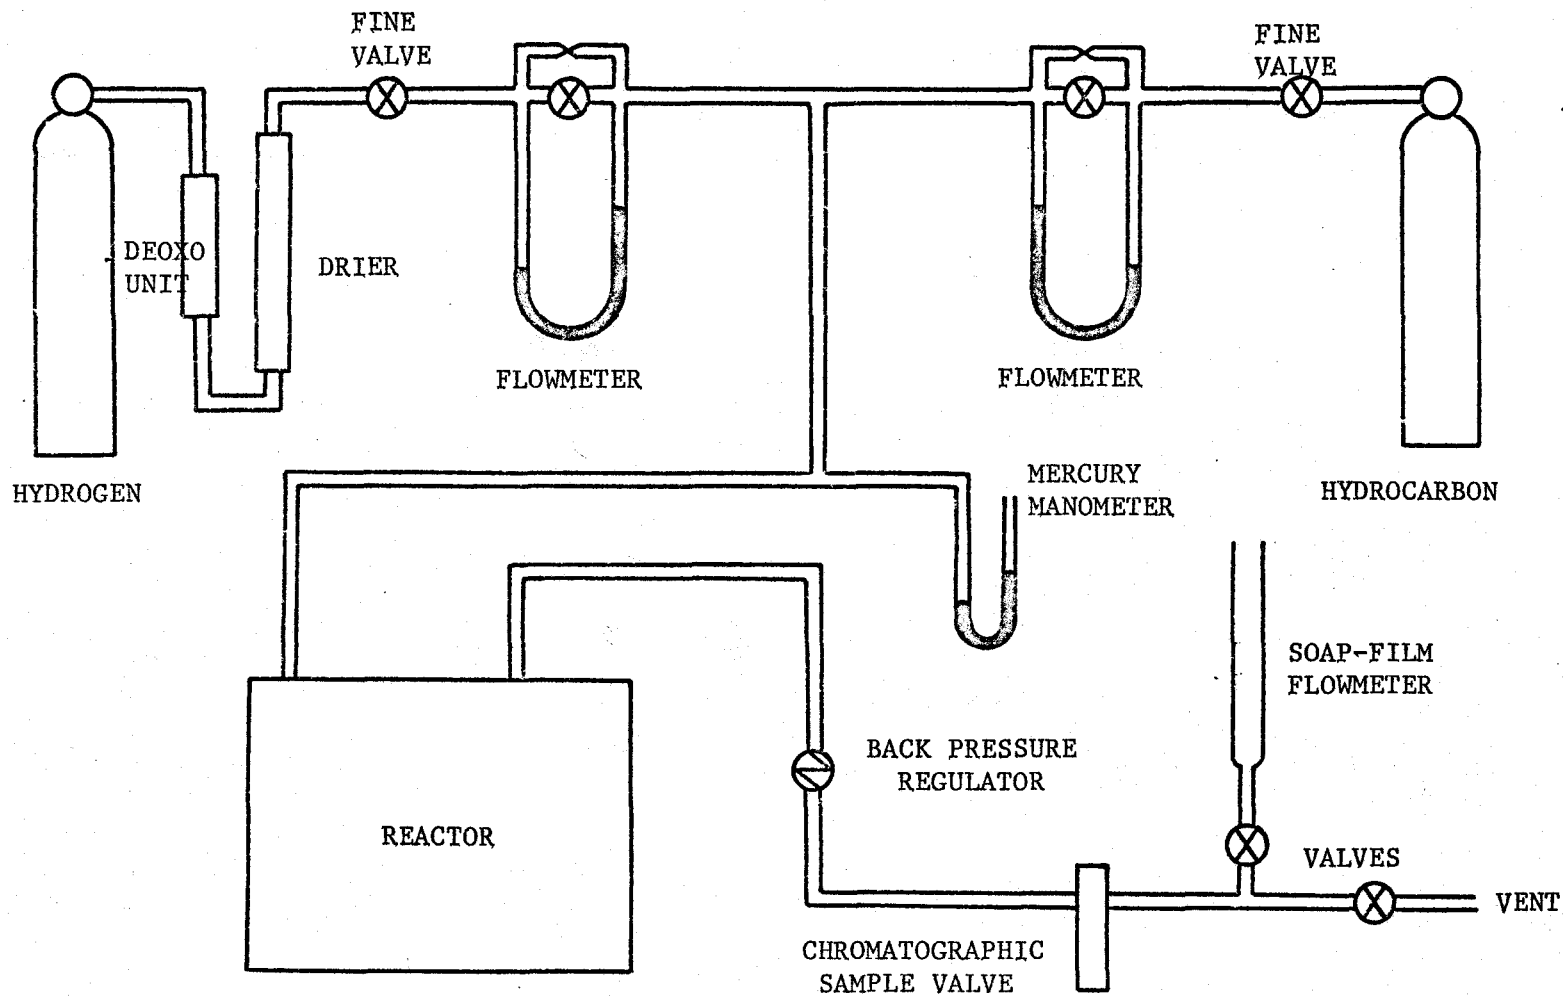 FINE
VALVE
FINE
VALVE
DEOXO
UNIT
DRIER
FLOWMETER
FLOWMETER
HYDROGEN
MERCURY
MANOMETER
HYDROCARBON
SOAP-FILM
FLOWMETER
BACK PRESSURE
REGULATOR
REACTOR
VALVES
VENT
CHROMATOGRAPHIC
SAMPLE VALVE